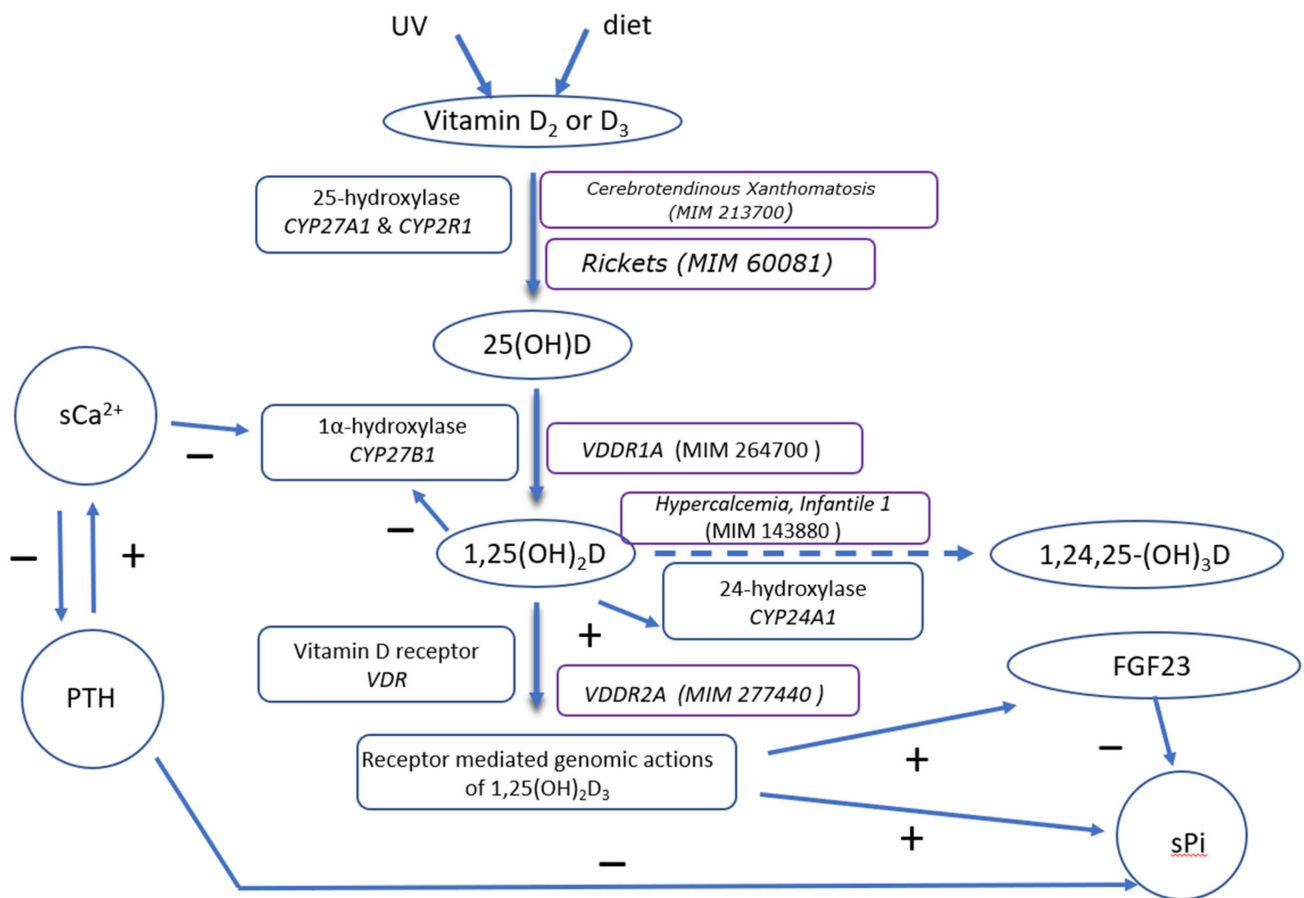 UV
diet
Vitamin D₂ or D₃
25-hydroxylase
CYP27A1 & CYP2R1
Cerebrotendinous Xanthomatosis
(MIM 213700)
Rickets (MIM 60081)
25(OH)D
sCa²⁺
1α-hydroxylase
CYP27B1
–
VDDR1A (MIM 264700 )
Hypercalcemia, Infantile 1
(MIM 143880 )
–
1,25(OH)₂D
1,24,25-(OH)₃D
–
+
24-hydroxylase
CYP24A1
+
Vitamin D receptor
VDR
FGF23
PTH
VDDR2A (MIM 277440 )
Receptor mediated genomic actions
of 1,25(OH)₂D₃
+
–
+
sPi
–